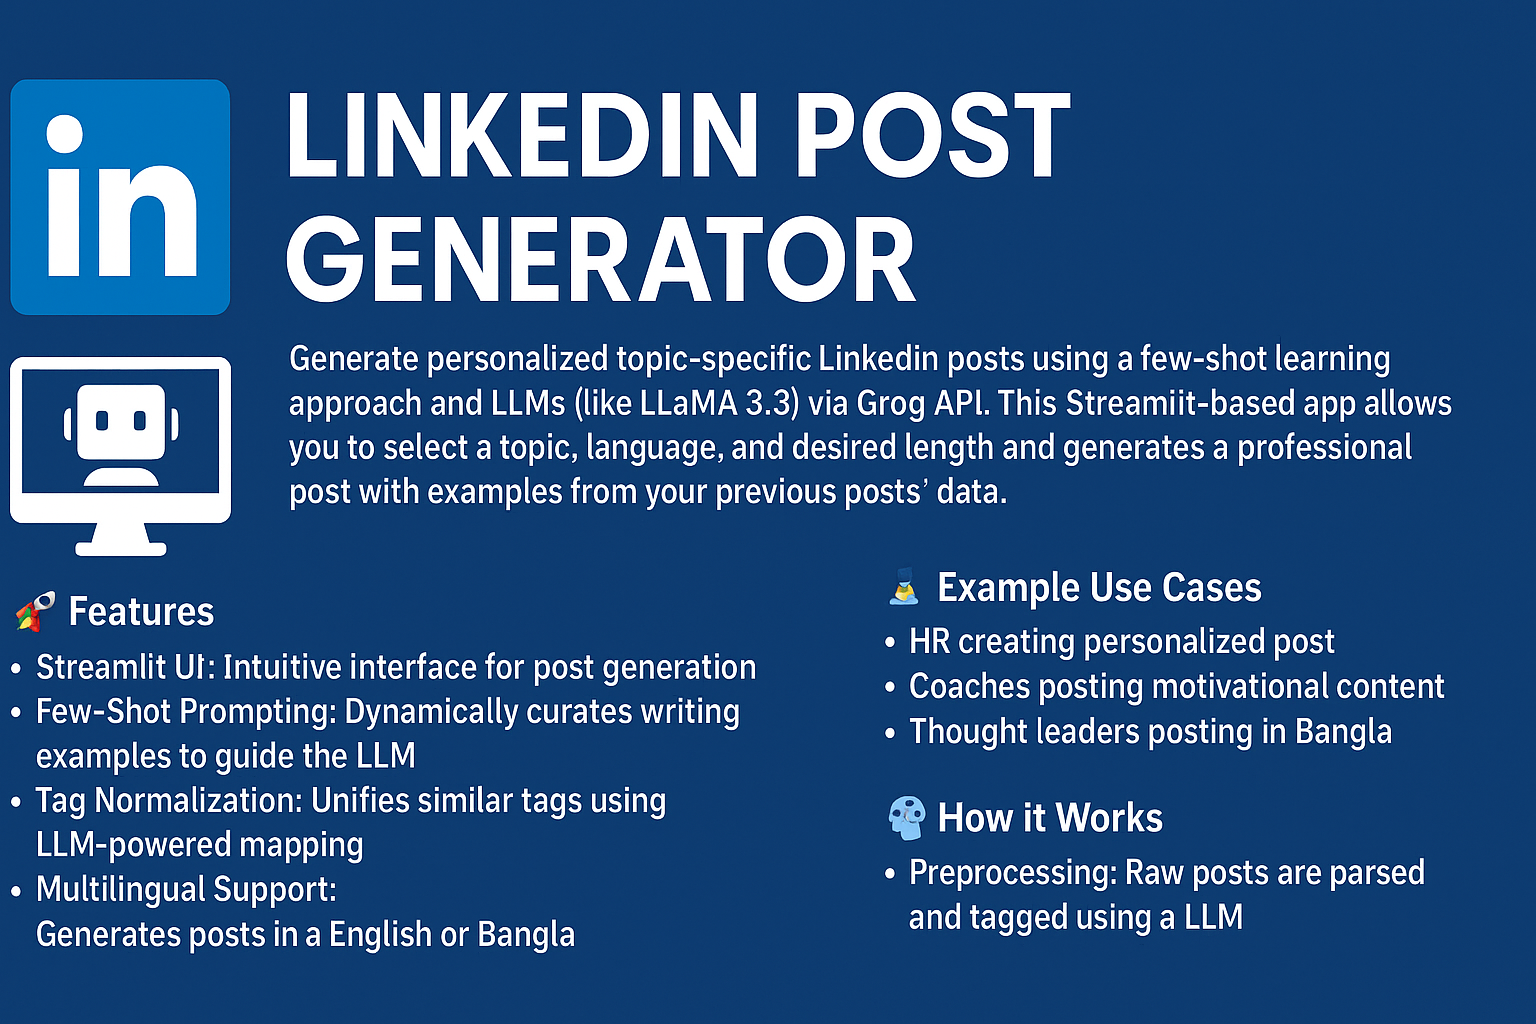 in
LINKEDIN POST
GENERATOR
Generate personalized topic-specific Linkedin posts using a few-shot learning
approach and LLMs (like LLaMA 3.3) via Grog API. This Streamiit-based app allows
you to select a topic, language, and desired length and generates a professional
post with examples from your previous posts’ data.
🚀 Features
• Streamlit UI: Intuitive interface for post generation
• Few-Shot Prompting: Dynamically curates writing
examples to guide the LLM
• Tag Normalization: Unifies similar tags using
LLM-powered mapping
• Multilingual Support:
Generates posts in a English or Bangla
Example Use Cases
• HR creating personalized post
• Coaches posting motivational content
• Thought leaders posting in Bangla
How it Works
• Preprocessing: Raw posts are parsed
and tagged using a LLM